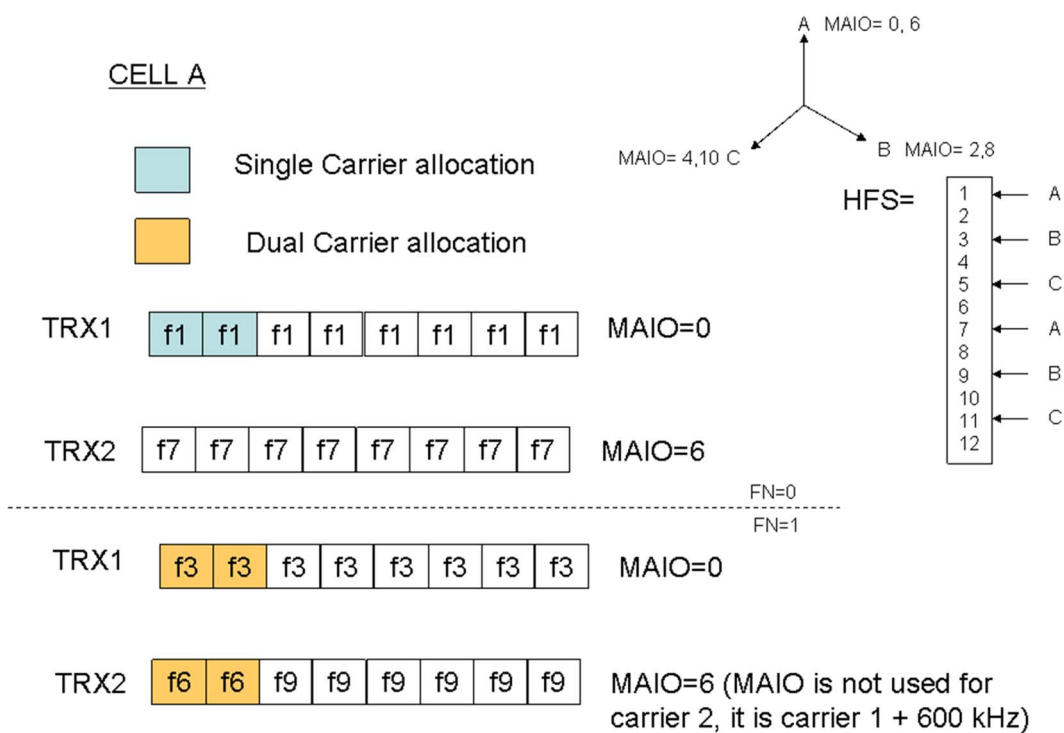 A MAIO= 0, 6
CELL A
MAIO= 4,10 C
B MAIO= 2,8
Single Carrier allocation
HFS=
1 A
2
3 B
4
5 C
6
7 A
8
9 B
10
11 C
12
Dual Carrier allocation
TRX1 f1 f1 f1 f1 f1 f1 f1 f1 MAIO=0
TRX2 f7 f7 f7 f7 f7 f7 f7 f7 MAIO=6
FN=0
FN=1
TRX1 f3 f3 f3 f3 f3 f3 f3 f3 MAIO=0
TRX2 f6 f6 f9 f9 f9 f9 f9 f9 MAIO=6 (MAIO is not used for
carrier 2, it is carrier 1 + 600 kHz)